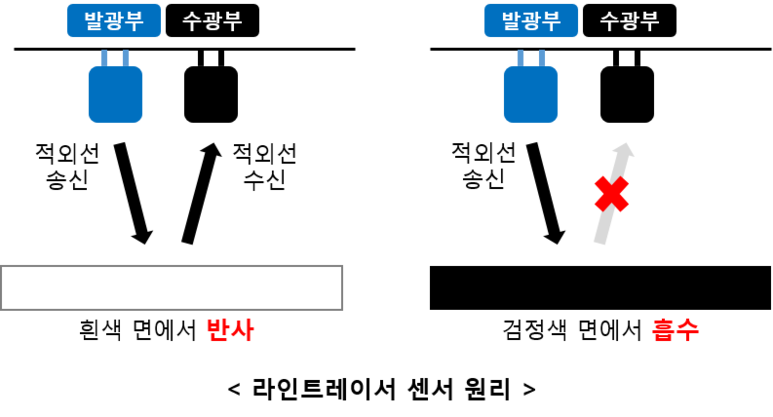 발광부 수광부
적외선
송신
적외선
수신
흰색 면에서 반사
발광부 수광부
적외선
송신
검정색 면에서 흡수
< 라인트레이서 센서 원리 >